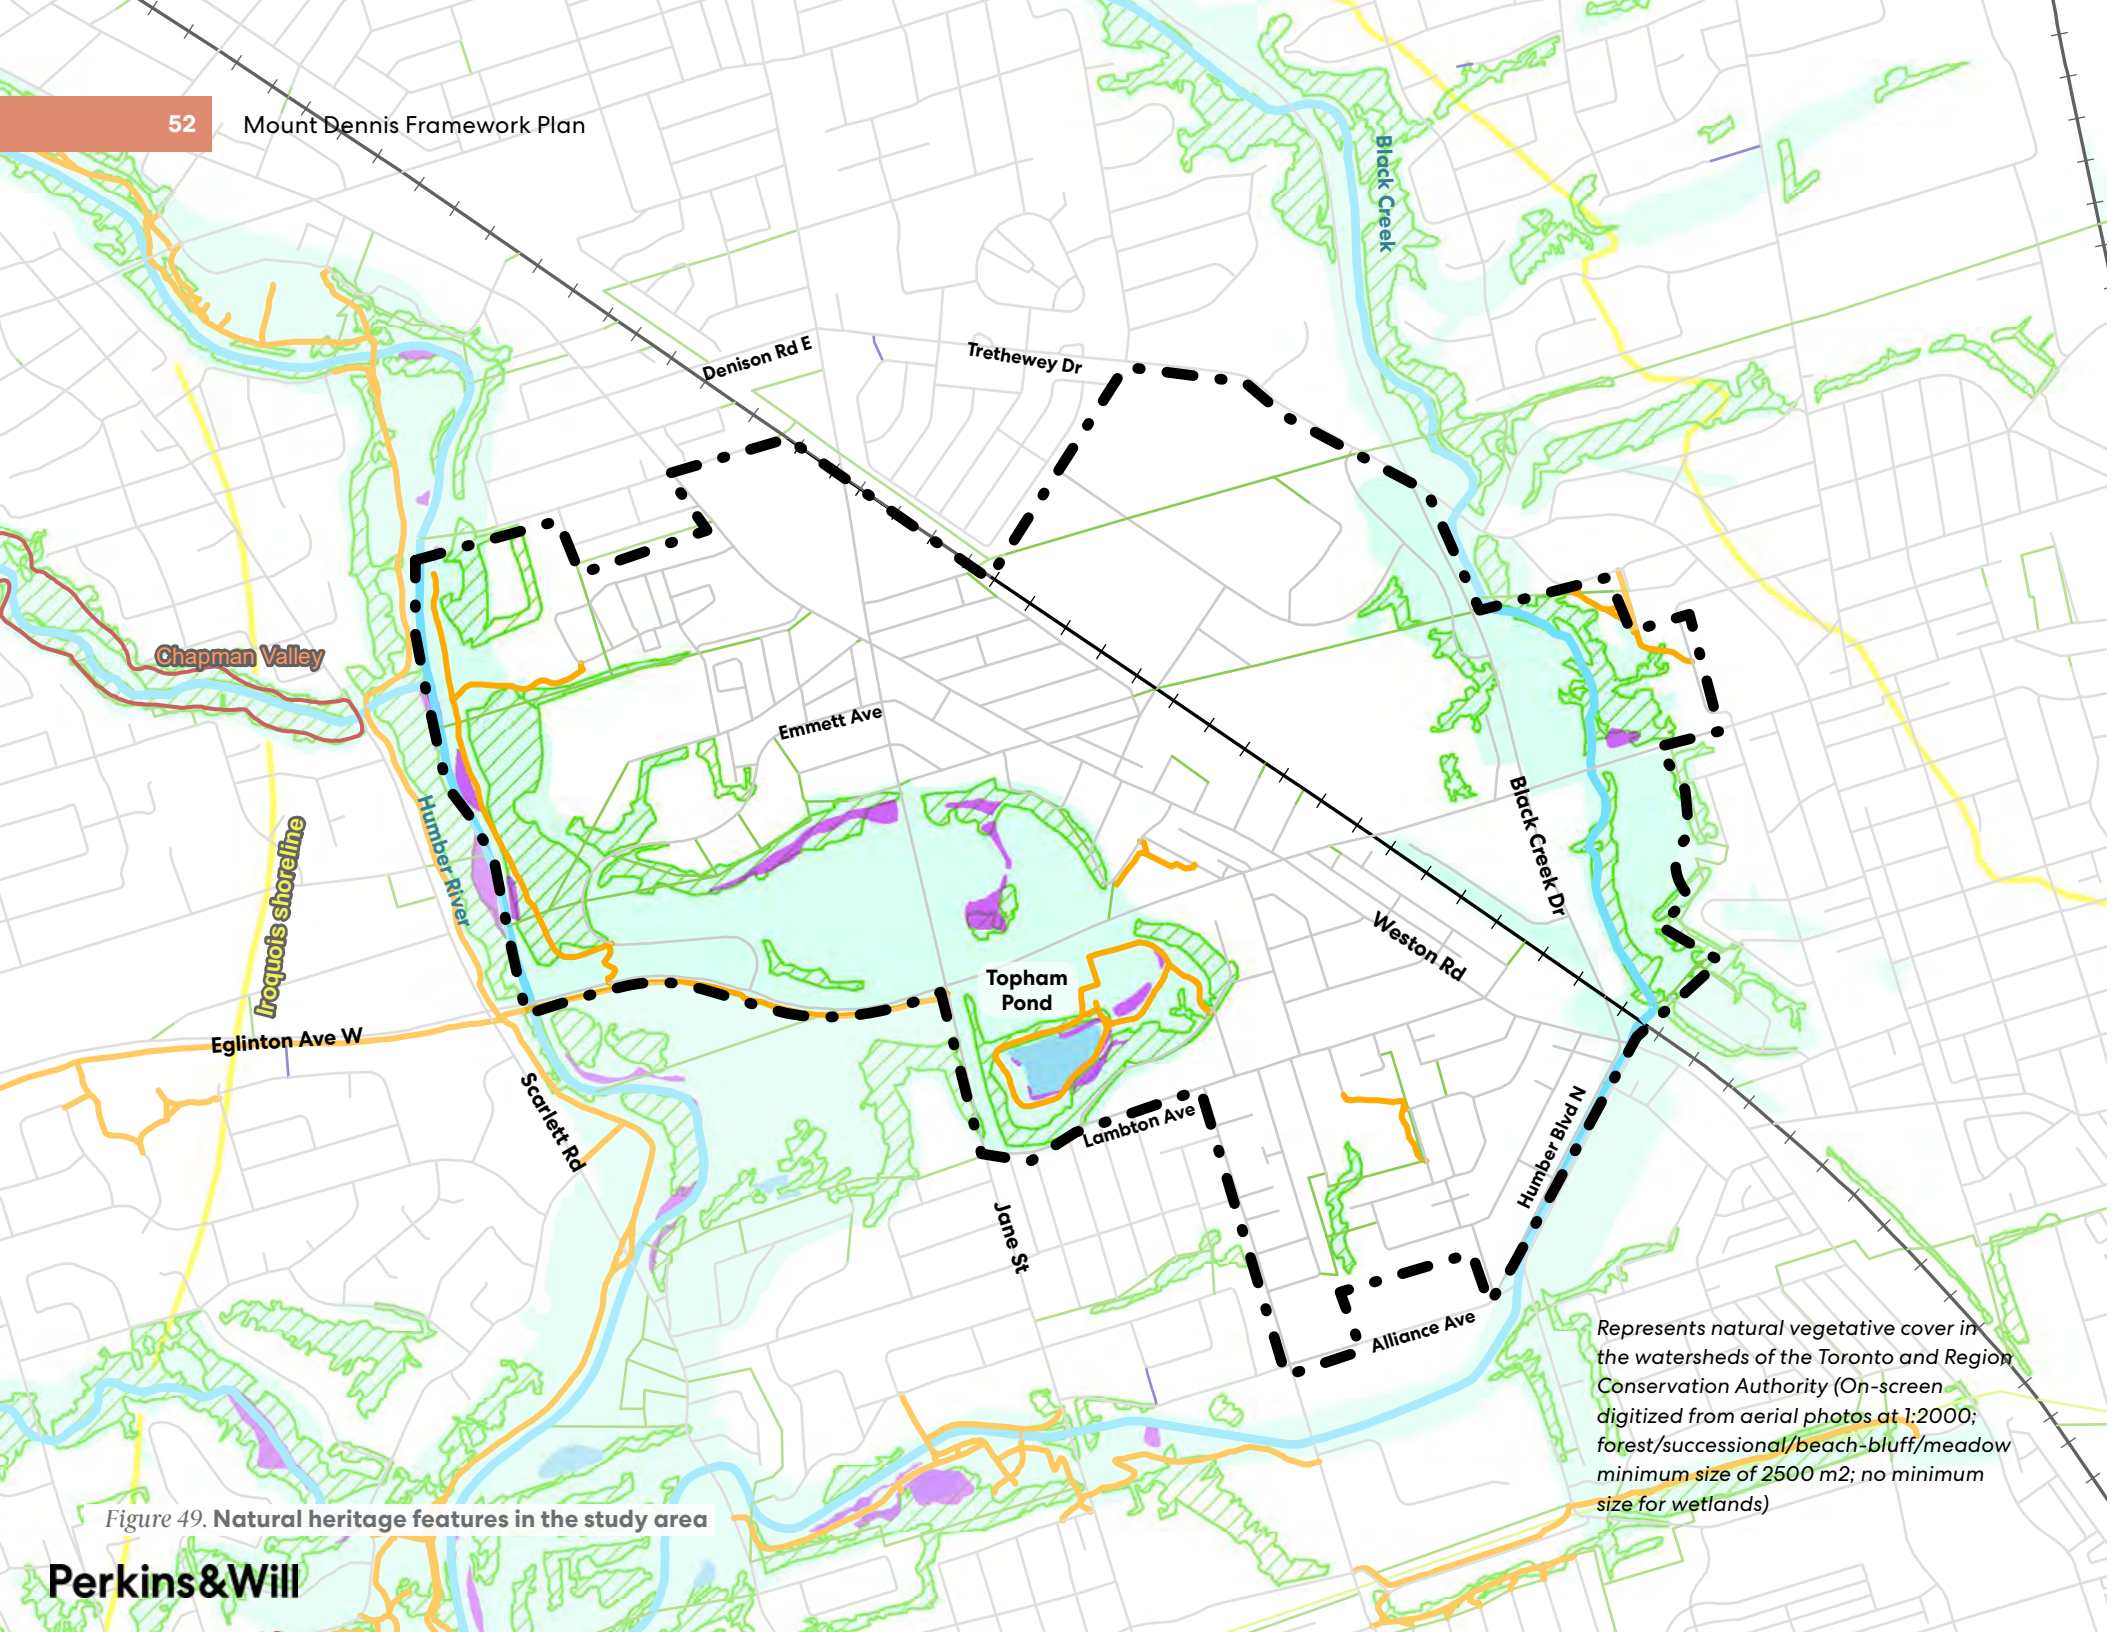 52
Mount Dennis Framework Plan
Black Creek
Denison Rd E
Trethewey Dr
Chapman Valley
Emmett Ave
Black Creek Dr
Humber River
Iroquois shoreline
Weston Rd
Topham
Pond
Eglinton Ave W
Scarlett Rd
Lambton Ave
Humber Blvd N
Jane St
Alliance Ave
Represents natural vegetative cover in
the watersheds of the Toronto and Region
Conservation Authority (On-screen
digitized from aerial photos at 1:2000;
forest/successional/beach-bluff/meadow
minimum size of 2500 m2; no minimum
size for wetlands)
Figure 49. Natural heritage features in the study area
Perkins&Will